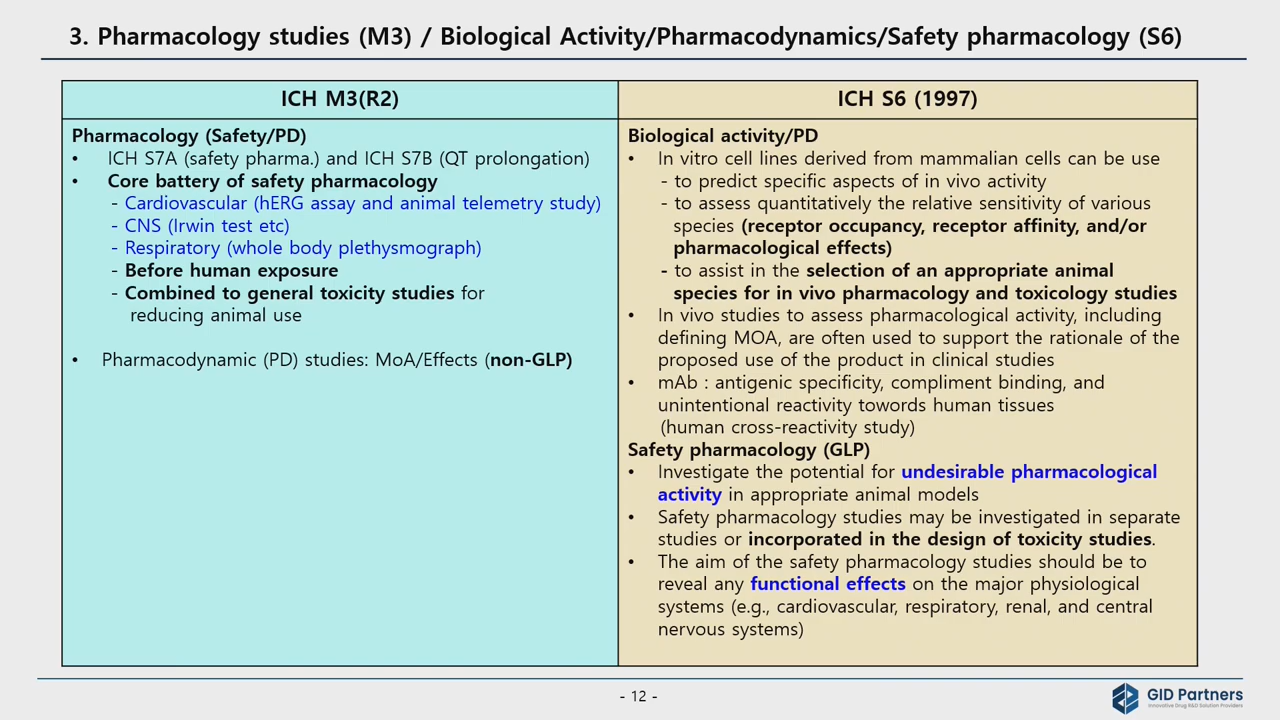 3. Pharmacology studies (M3) / Biological Activity/Pharmacodynamics/Safety pharmacology (S6)
ICH M3(R2)
Pharmacology (Safety/PD)
• ICH S7A (safety pharma.) and ICH S7B (QT prolongation)
• Core battery of safety pharmacology
- Cardiovascular (hERG assay and animal telemetry study)
- CNS (Irwin test etc)
- Respiratory (whole body plethysmograph)
- Before human exposure
- Combined to general toxicity studies for
reducing animal use
• Pharmacodynamic (PD) studies: MoA/Effects (non-GLP)
ICH S6 (1997)
Biological activity/PD
• In vitro cell lines derived from mammalian cells can be use
- to predict specific aspects of in vivo activity
- to assess quantitatively the relative sensitivity of various
species (receptor occupancy, receptor affinity, and/or
pharmacological effects)
- to assist in the selection of an appropriate animal
species for in vivo pharmacology and toxicology studies
• In vivo studies to assess pharmacological activity, including
defining MOA, are often used to support the rationale of the
proposed use of the product in clinical studies
• mAb : antigenic specificity, compliment binding, and
unintentional reactivity towords human tissues
(human cross-reactivity study)
Safety pharmacology (GLP)
• Investigate the potential for undesirable pharmacological
activity in appropriate animal models
• Safety pharmacology studies may be investigated in separate
studies or incorporated in the design of toxicity studies.
• The aim of the safety pharmacology studies should be to
reveal any functional effects on the major physiological
systems (e.g., cardiovascular, respiratory, renal, and central
nervous systems)
- 12 -
GID Partners
Innovative Drug R&D Solution Providers